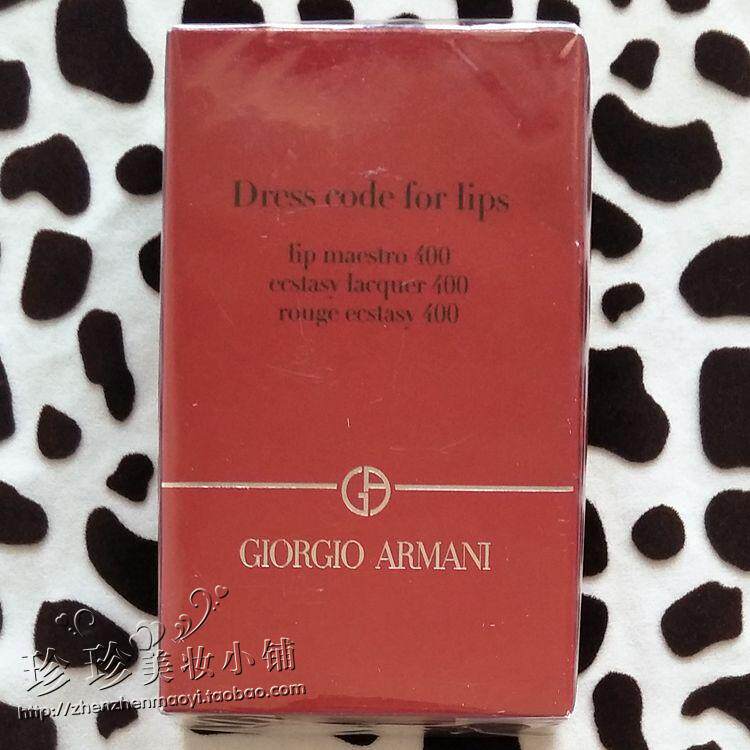 Dress code for lips
lip maestro 400
ecstasy lacquer 400
rouge ecstasy 400
GA
GIORGIO ARMANI
珍珍美妆小铺
http://zhenzhenmaoyi.taobao.com